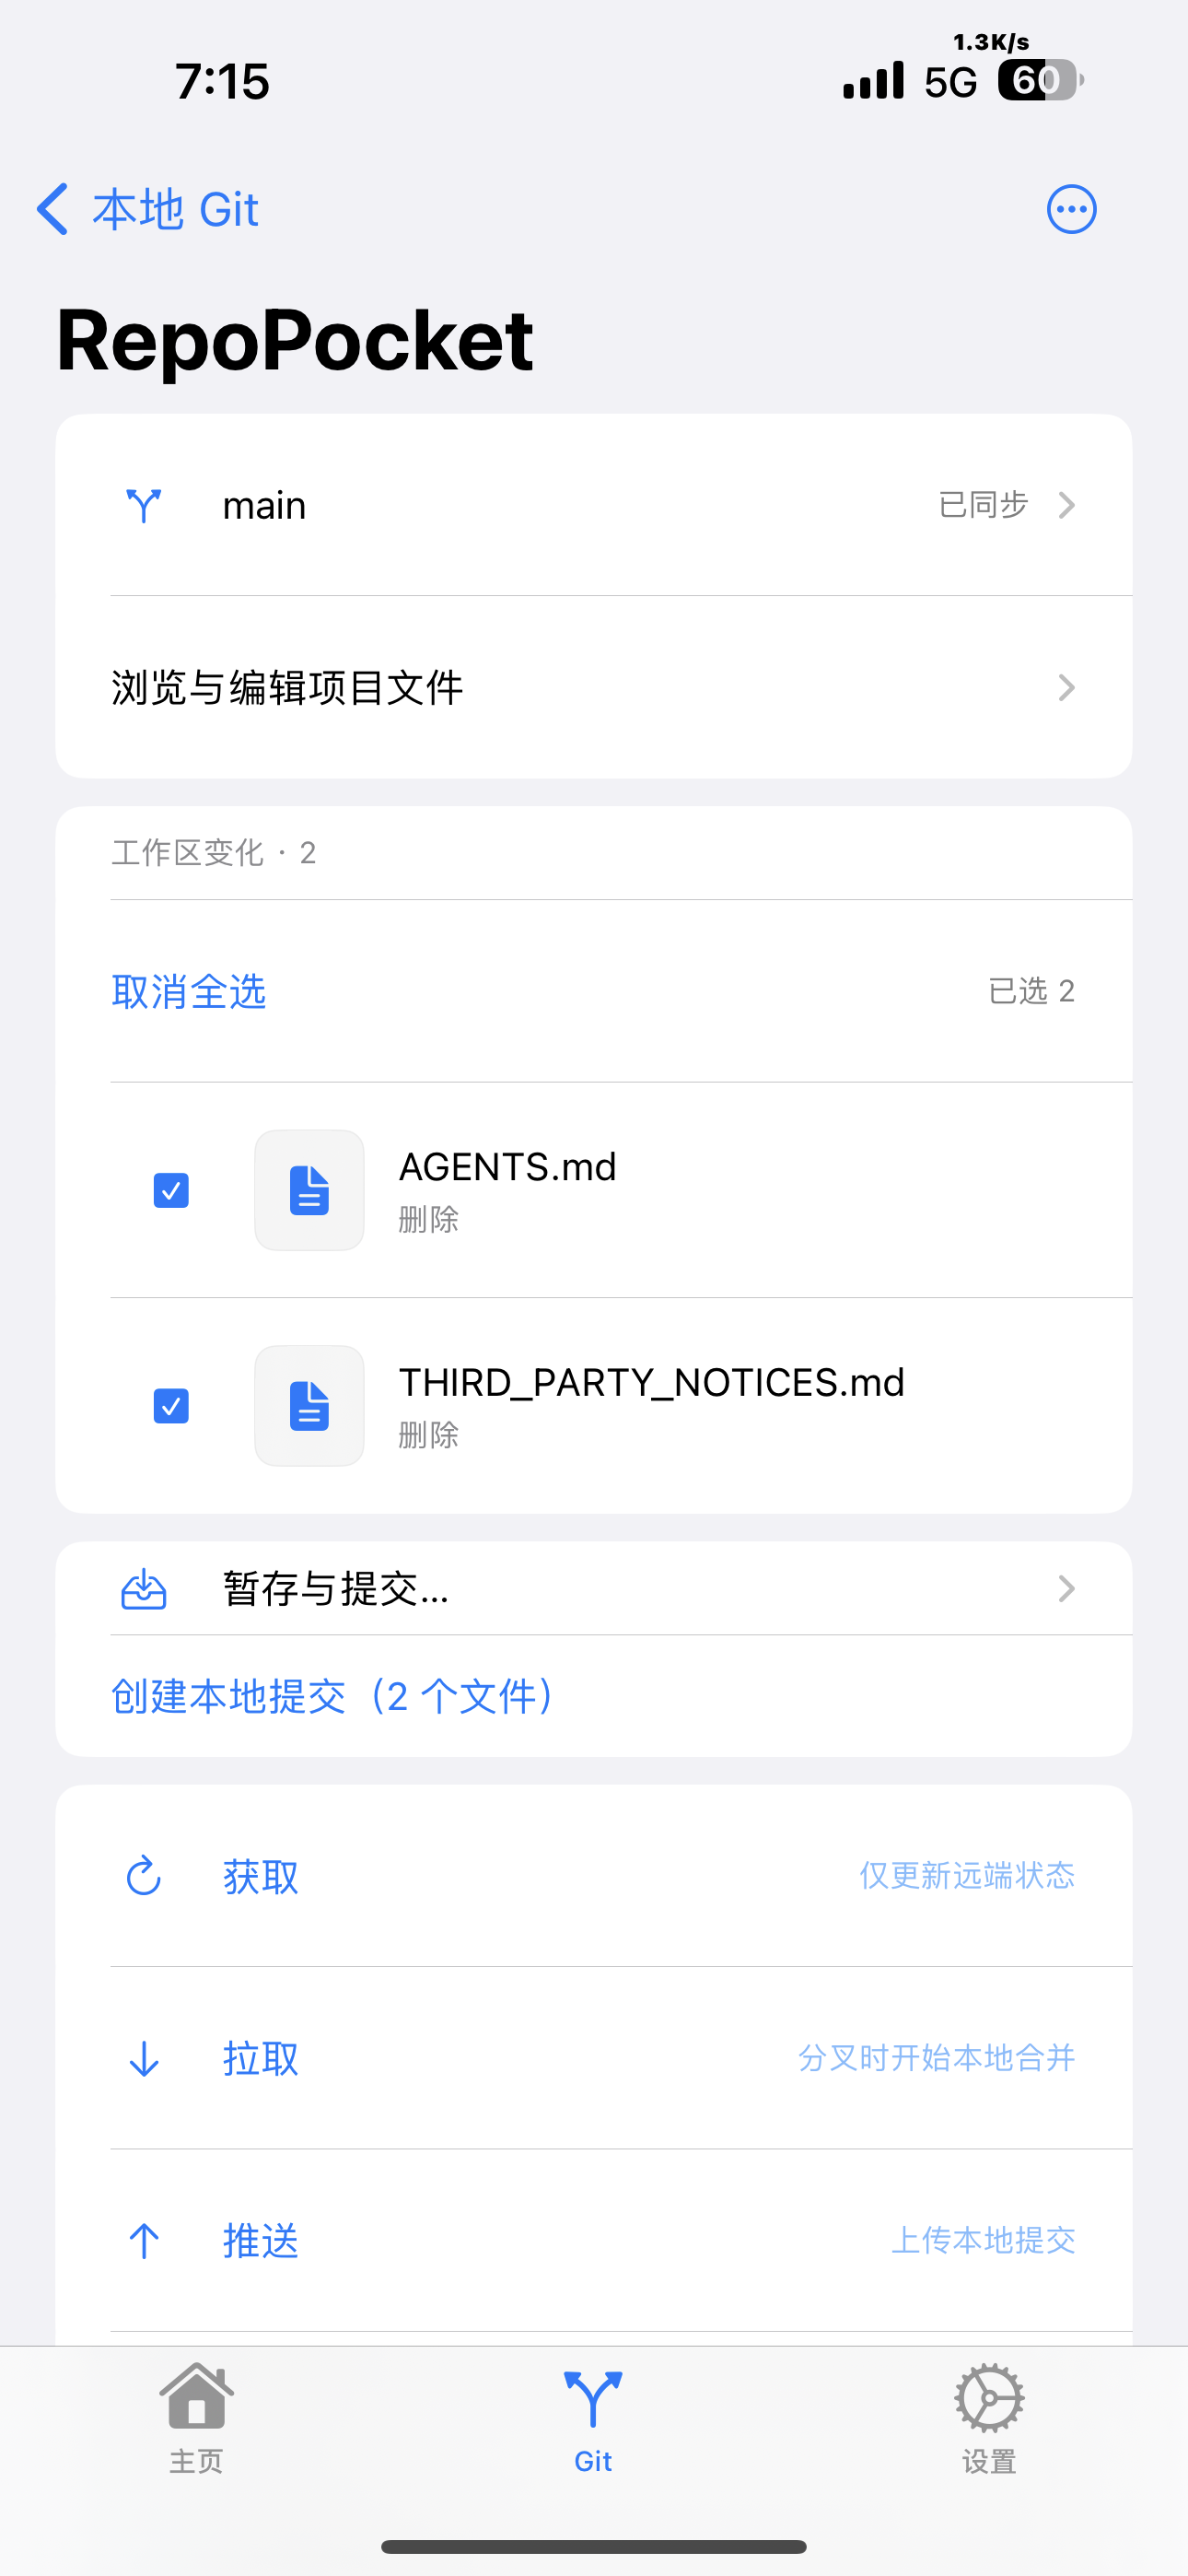 1.3K/s
7:15
5G
60
本地 Git
RepoPocket
main
已同步
浏览与编辑项目文件
工作区变化 · 2
取消全选
已选 2
AGENTS.md
删除
THIRD_PARTY_NOTICES.md
删除
暂存与提交...
创建本地提交（2 个文件）
获取
仅更新远端状态
拉取
分叉时开始本地合并
推送
上传本地提交
主页
Git
设置